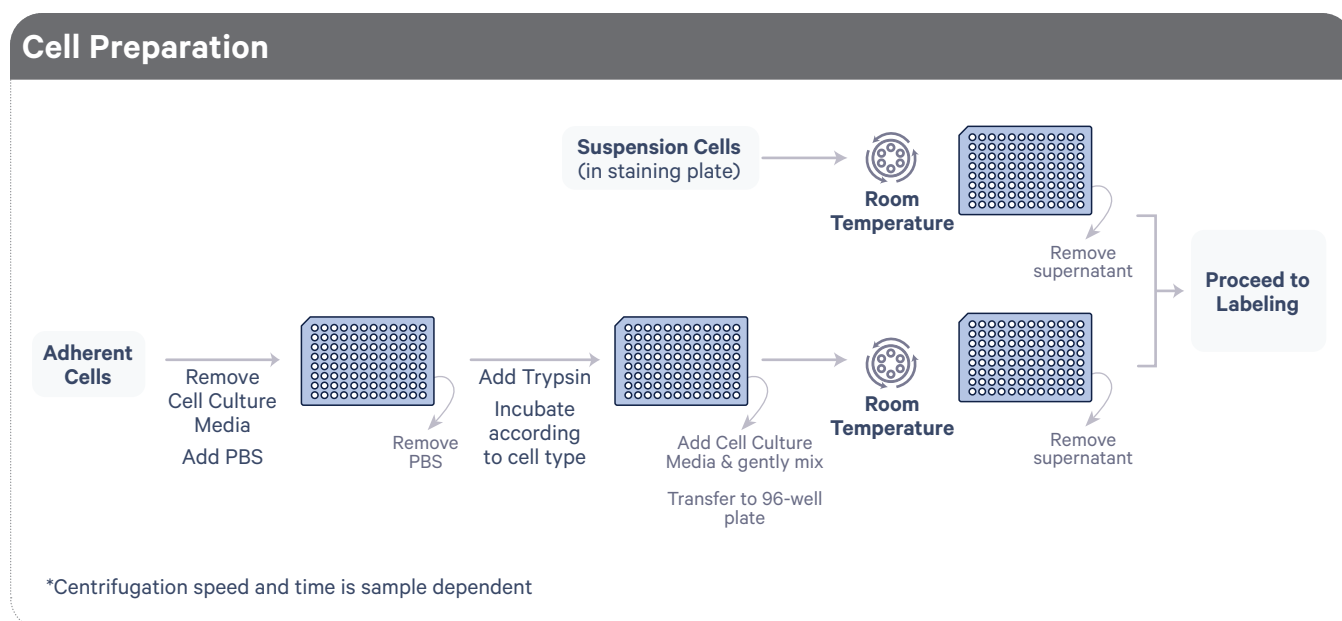 Cell Preparation
Suspension Cells
(in staining plate)
Room
Temperature
Remove
supernatant
Proceed to
Labeling
Adherent
Cells
Remove
Cell Culture
Media
Add PBS
Remove
PBS
Add Trypsin
Incubate
according
to cell type
Add Cell Culture
Media & gently mix
Transfer to 96-well
plate
Room
Temperature
Remove
supernatant
*Centrifugation speed and time is sample dependent